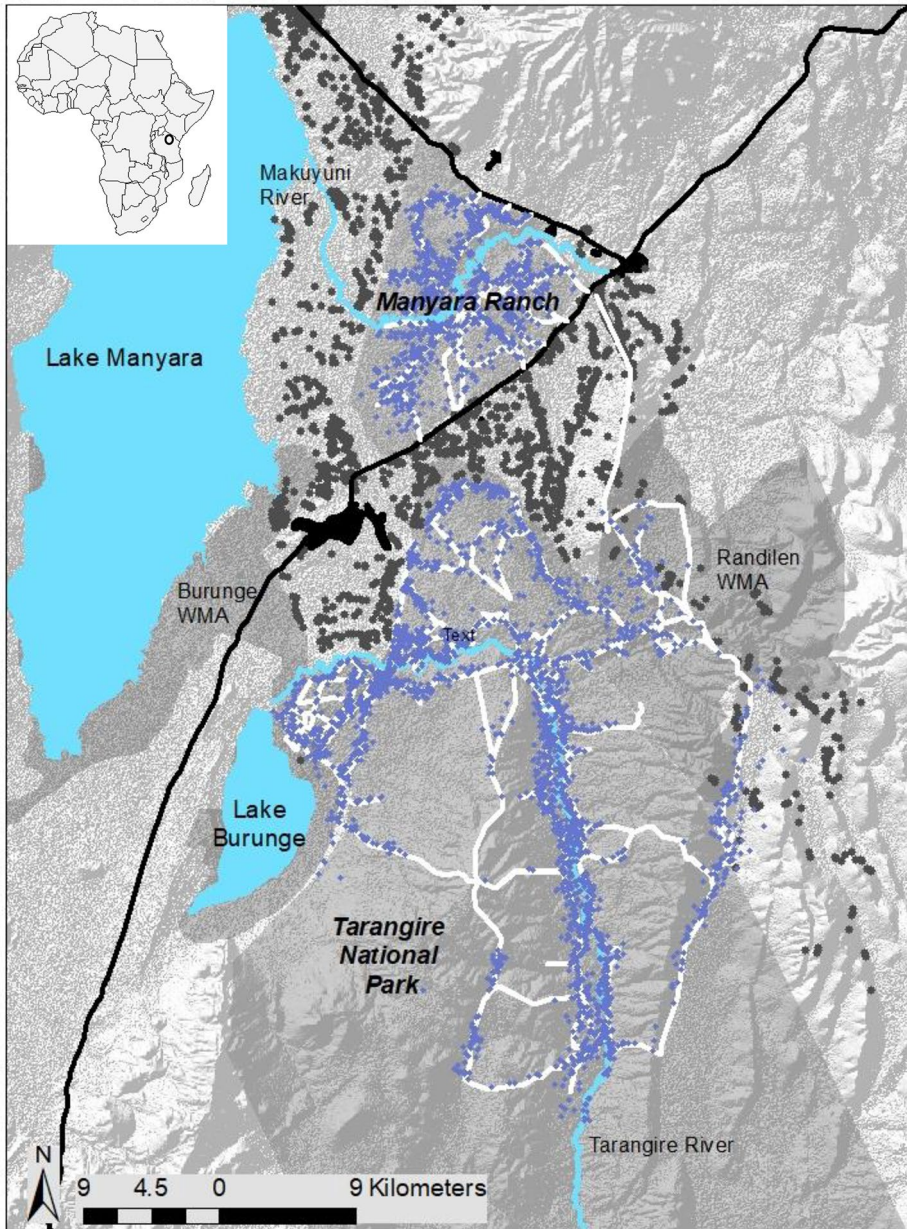 Makuyuni
River
Manyara Ranch
Lake Manyara
Burunge
WMA
Randilen
WMA
Text
Lake
Burunge
Tarangire
National
Park
Tarangire River
N
9 4.5 0 9 Kilometers